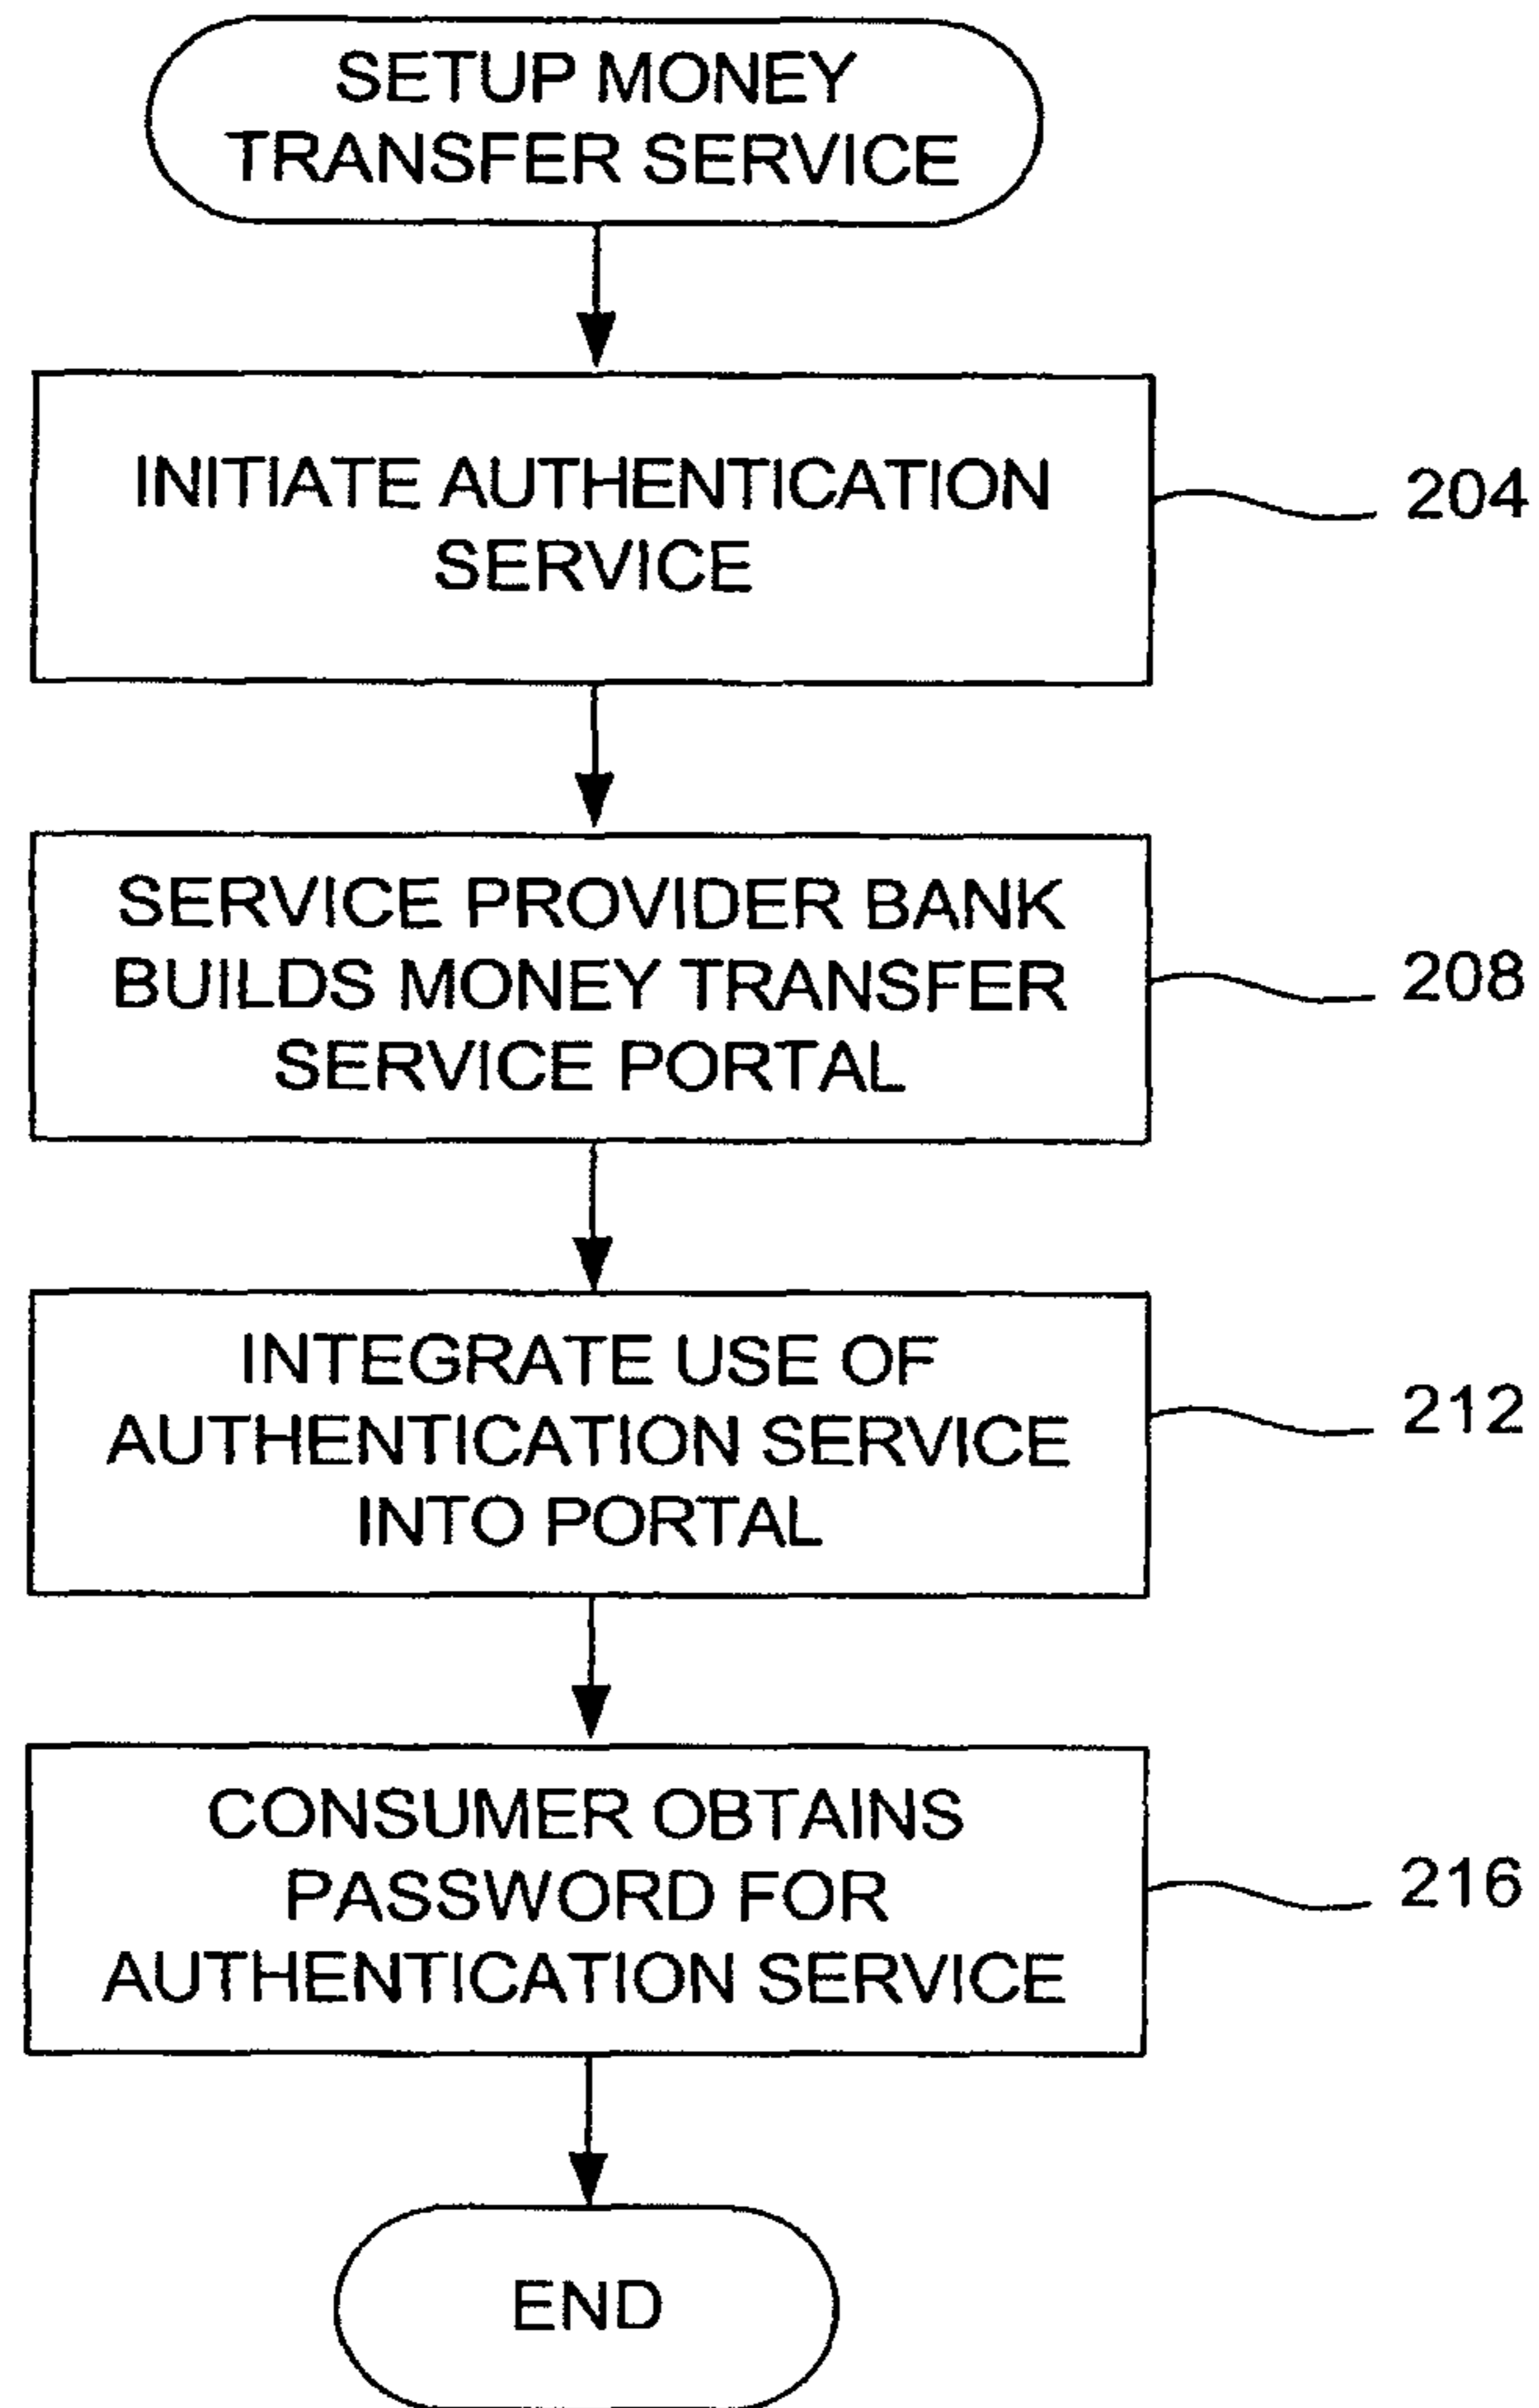 SETUP MONEY
TRANSFER SERVICE
INITIATE AUTHENTICATION
SERVICE
204
SERVICE PROVIDER BANK
BUILDS MONEY TRANSFER
SERVICE PORTAL
208
INTEGRATE USE OF
AUTHENTICATION SERVICE
INTO PORTAL
212
CONSUMER OBTAINS
PASSWORD FOR
AUTHENTICATION SERVICE
216
END